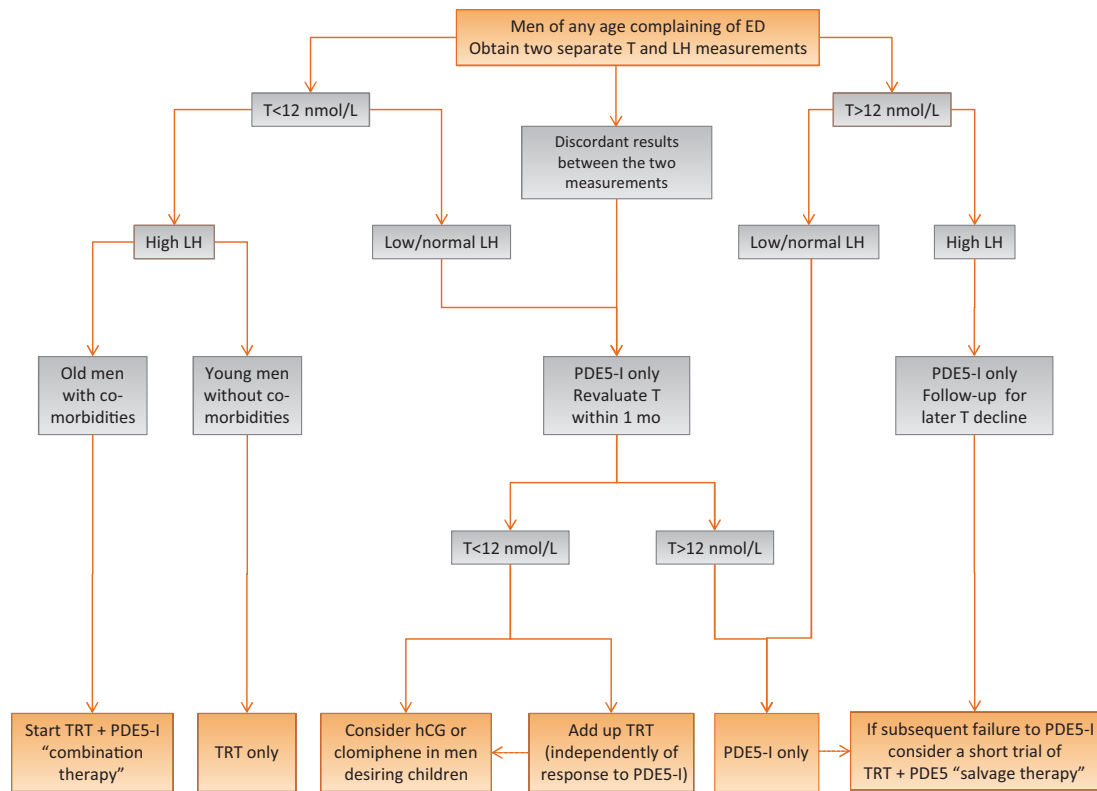 Men of any age complaining of ED
Obtain two separate T and LH measurements
T<12 nmol/L
T>12 nmol/L
Discordant results
between the two
measurements
High LH
Low/normal LH
Low/normal LH
High LH
Old men
with co-
morbidities
Young men
without co-
morbidities
PDE5-I only
Revaluate T
within 1 mo
PDE5-I only
Follow-up for
later T decline
T<12 nmol/L
T>12 nmol/L
Start TRT + PDE5-I
“combination
therapy”
TRT only
Consider hCG or
clomiphene in men
desiring children
Add up TRT
(independently of
response to PDE5-I)
PDE5-I only
If subsequent failure to PDE5-I
consider a short trial of
TRT + PDE5 “salvage therapy”